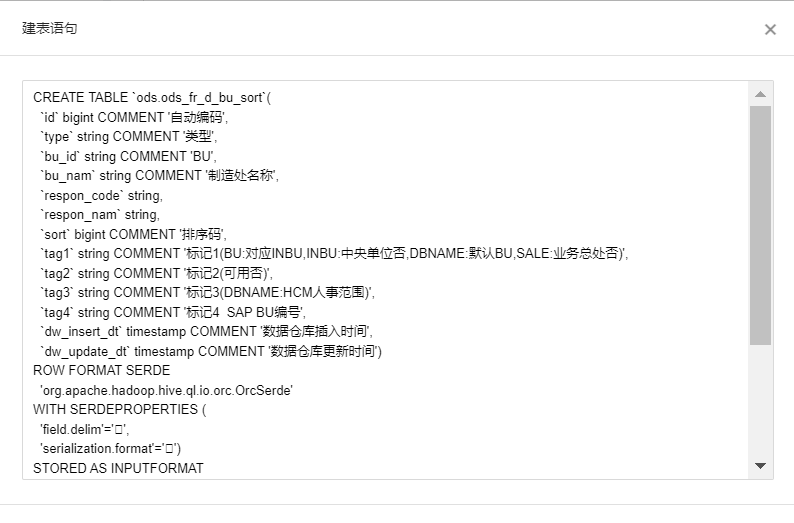 建表语句
CREATE TABLE `ods.ods_fr_d_bu_sort`(
`id` bigint COMMENT '自动编码',
`type` string COMMENT '类型',
`bu_id` string COMMENT 'BU',
`bu_nam` string COMMENT '制造处名称',
`respon_code` string,
`respon_nam` string,
`sort` bigint COMMENT '排序码',
`tag1` string COMMENT '标记1(BU:对应INBU,INBU:中央单位否,DBNAME:默认BU,SALE:业务总处否)',
`tag2` string COMMENT '标记2(可用否)',
`tag3` string COMMENT '标记3(DBNAME:HCM人事范围)',
`tag4` string COMMENT '标记4  SAP BU编号',
`dw_insert_dt` timestamp COMMENT '数据仓库插入时间',
`dw_update_dt` timestamp COMMENT '数据仓库更新时间')
ROW FORMAT SERDE
'org.apache.hadoop.hive.ql.io.orc.OrcSerde'
WITH SERDEPROPERTIES (
'field.delim'='',
'serialization.format'='')
STORED AS INPUTFORMAT